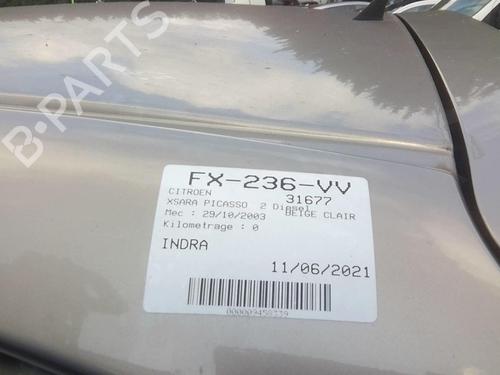 B-PARTS
FX-236-VV
CITROEN 31677
XSARA PICASSO 2 Diesel
Mec : 29/10/2003 BEIGE CLAIR
Kilometrage : 0
INDRA
11/06/2021
000009458339